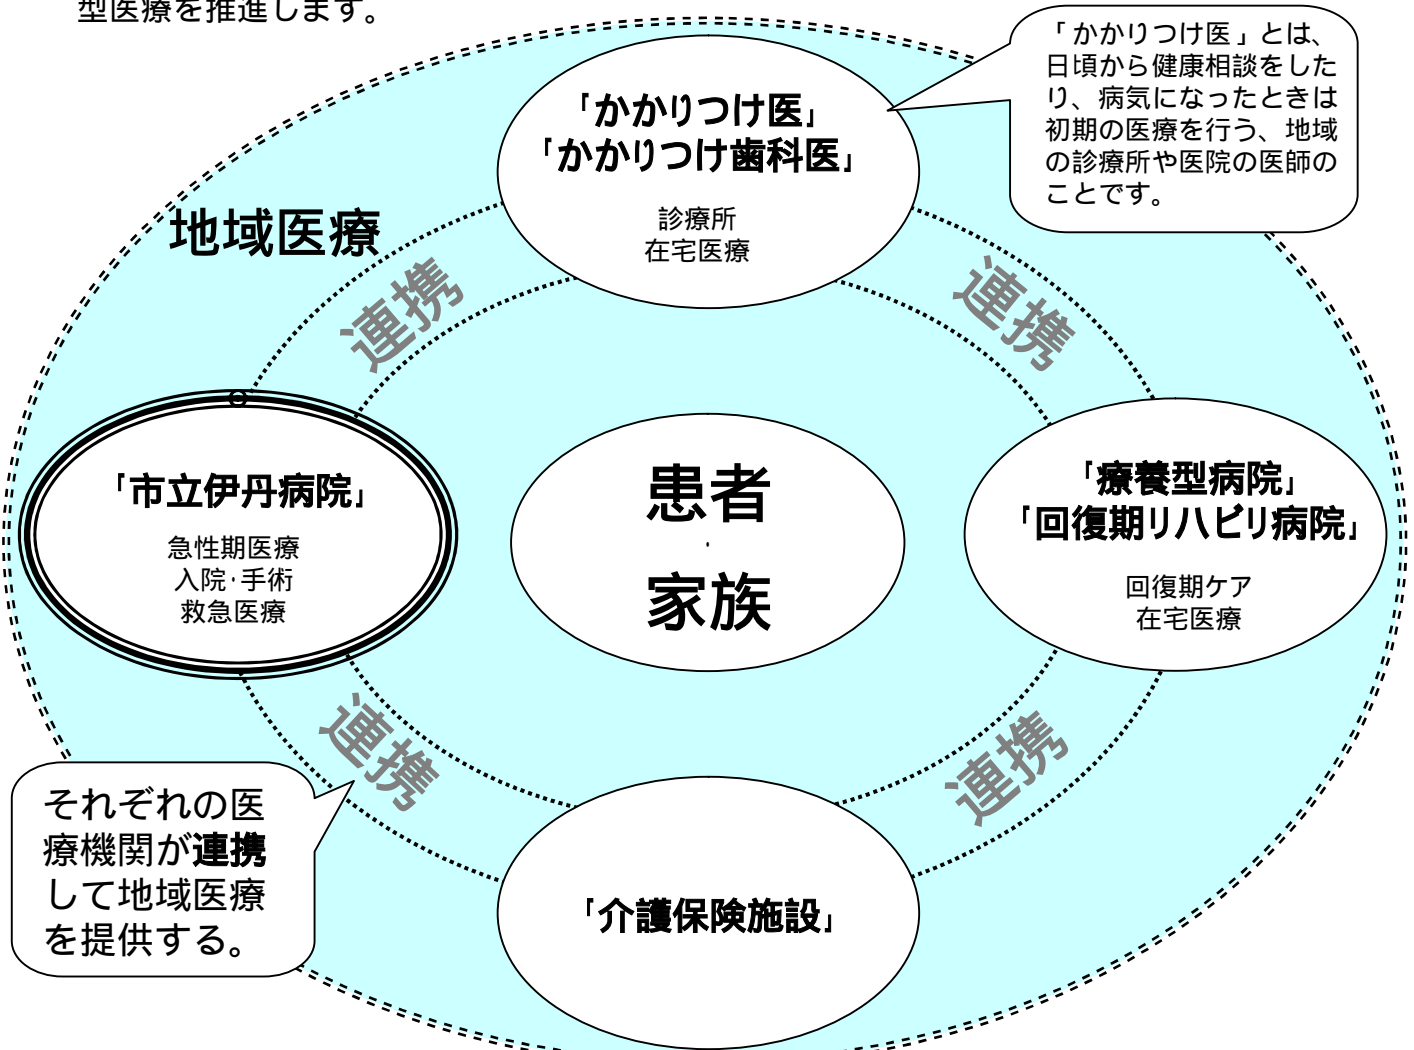 型医療を推進します。
「かかりつけ医」とは、
日頃から健康相談をした
り、病気になったときは
初期の医療を行う、地域
の診療所や医院の医師の
ことです。
「かかりつけ医」
「かかりつけ歯科医」
診療所
在宅医療
地域医療
連携
連携
「市立伊丹病院」
急性期医療
入院・手術
救急医療
患者
・
家族
「療養型病院」
「回復期リハビリ病院」
回復期ケア
在宅医療
連携
連携
それぞれの医
療機関が連携
して地域医療
を提供する。
「介護保険施設」